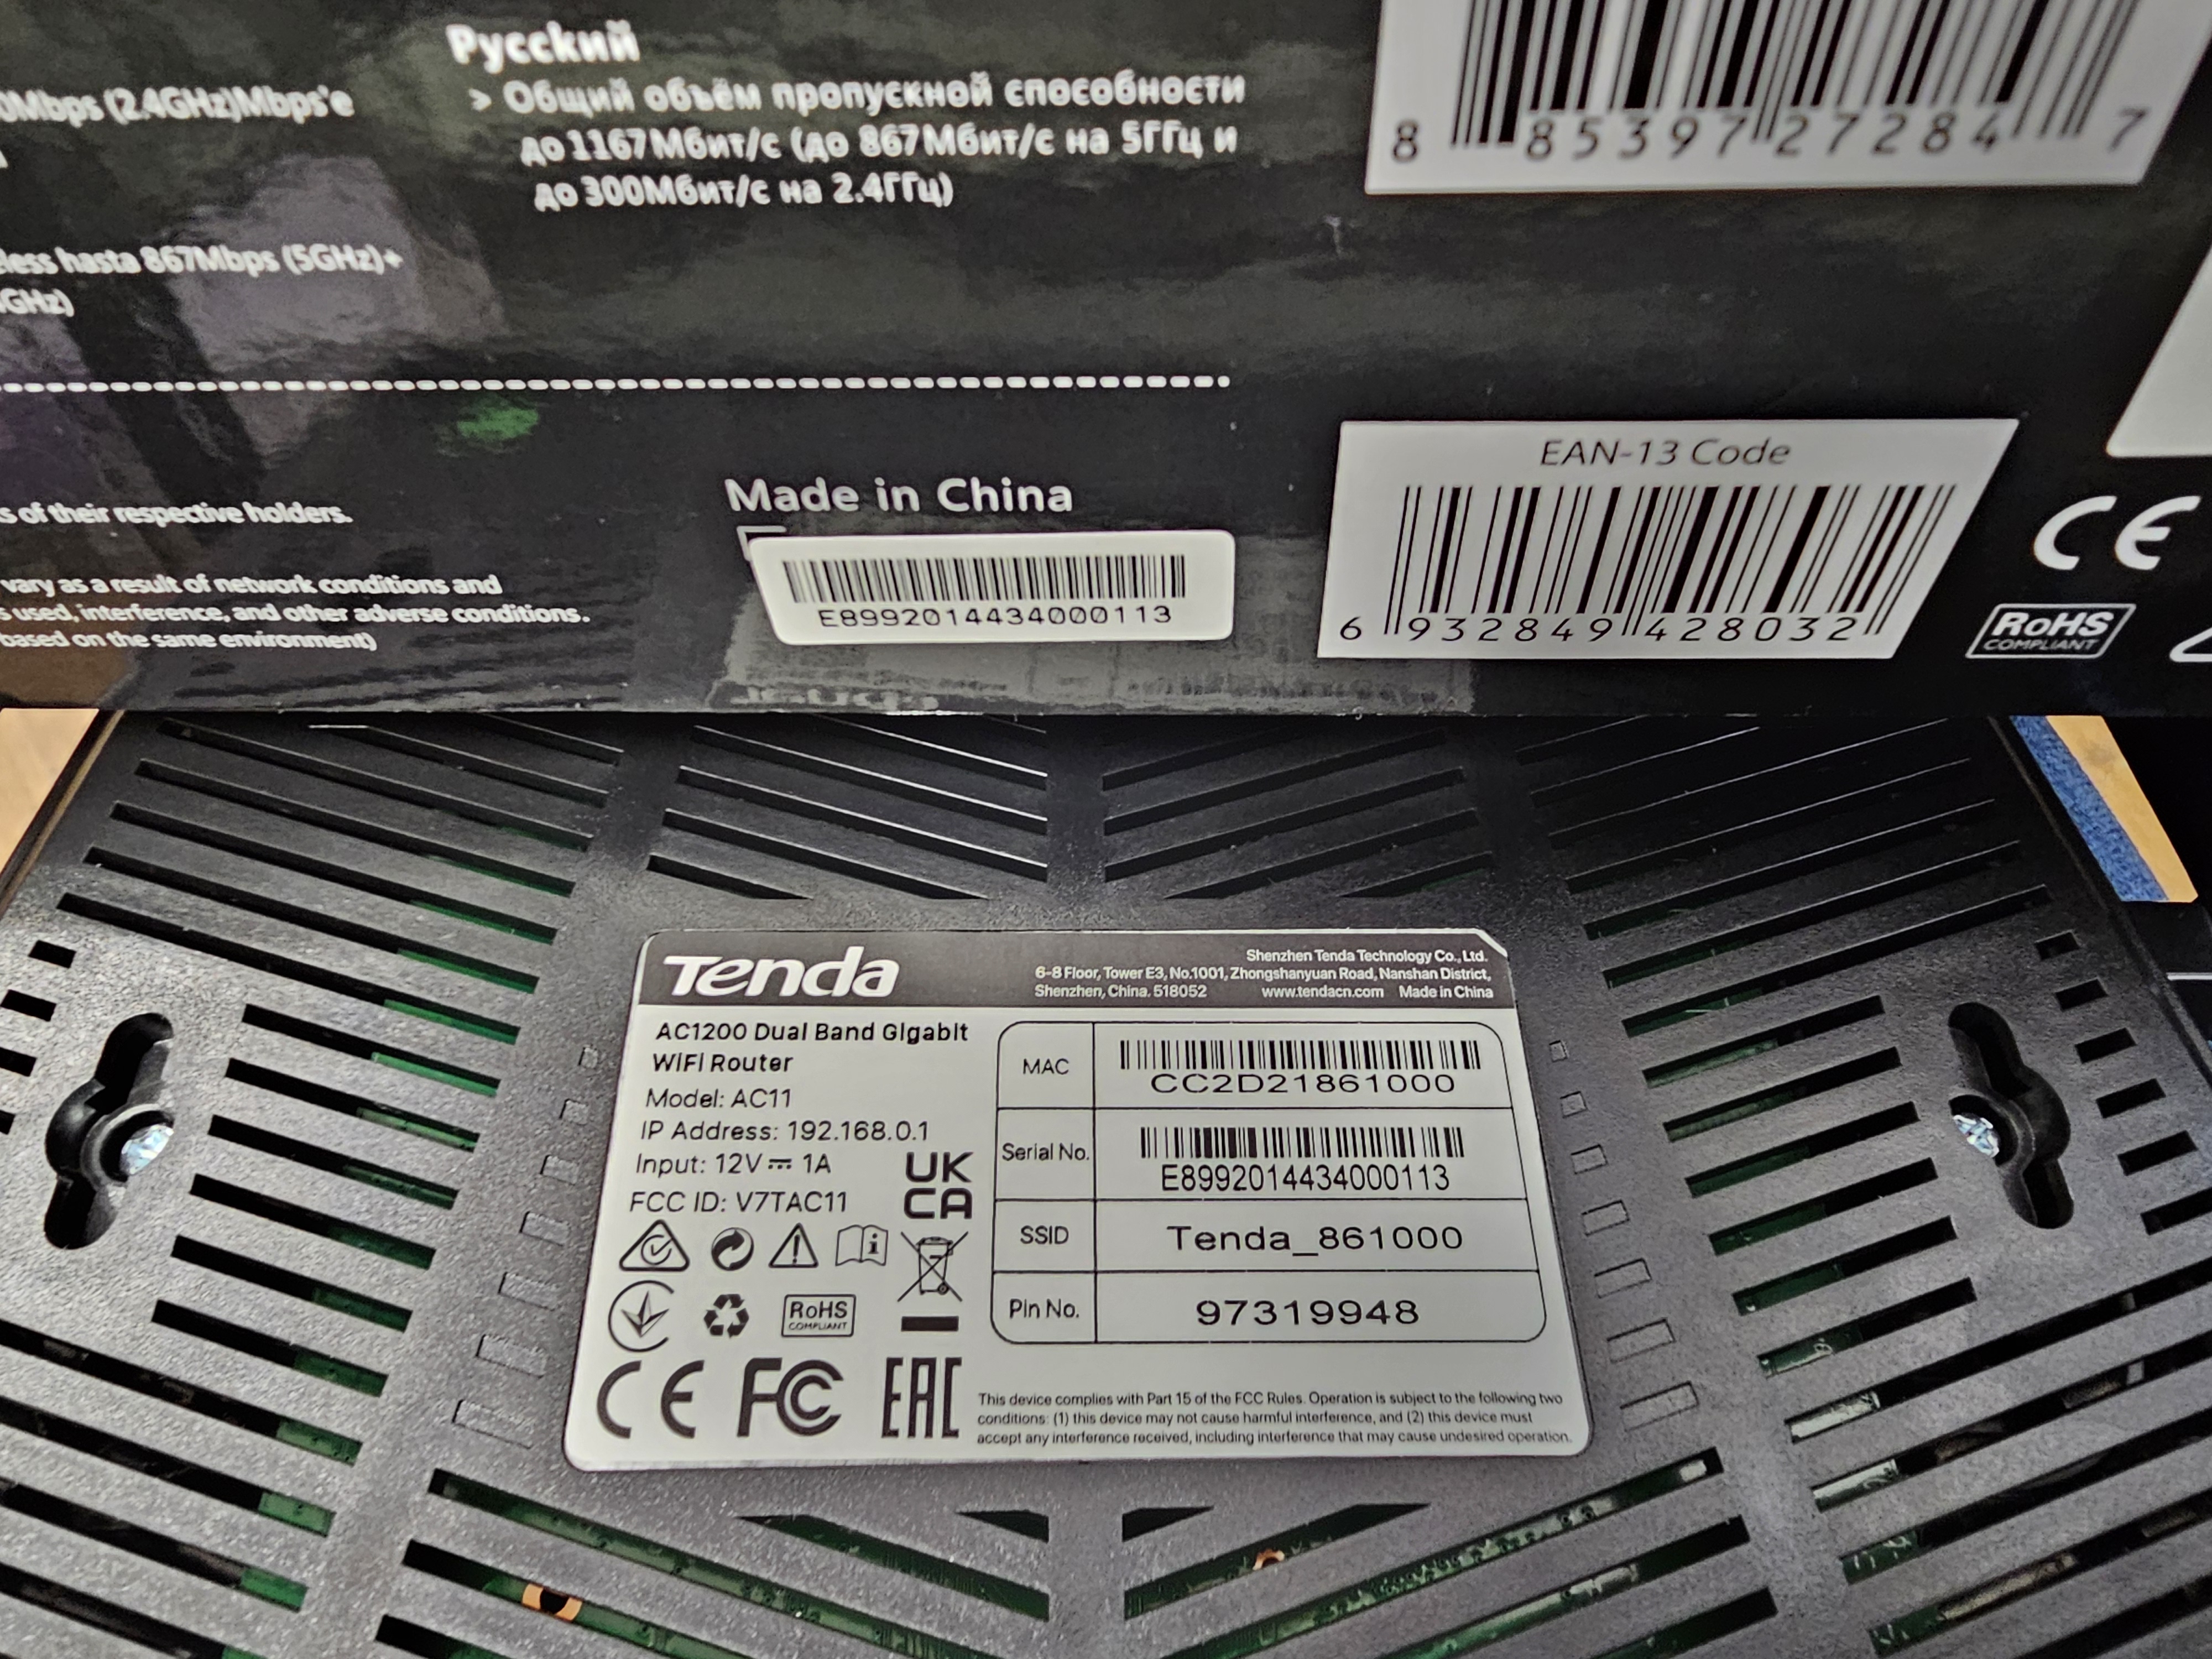 0Mbps (2.4GHz)Mbps'e
less hasta 867Mbps (5GHz)+
GHz)
Русский
> Общий объём пропускной способности
до 1167Мбит/с (до 867Мбит/с на 5ГГц и
до 300Мбит/с на 2.4ГГц)
8 85397 27284 7
s of their respective holders.
vary as a result of network conditions and
s used, interference, and other adverse conditions.
based on the same environment)
Made in China
E8992014434000113
EAN-13 Code
6 932849 428032
CE
RoHS
COMPLIANT
Tenda
Shenzhen Tenda Technology Co., Ltd.
6-8 Floor, Tower E3, No.1001, Zhongshanyuan Road, Nanshan District,
Shenzhen, China. 518052 www.tendacn.com Made in China
AC1200 Dual Band Gigabit
WiFi Router
Model: AC11
IP Address: 192.168.0.1
Input: 12V⎓ 1A
FCC ID: V7TAC11
UK
CA
RoHS
COMPLIANT
CE FC EAC
MAC
CC2D21861000
Serial No.
E8992014434000113
SSID
Tenda_861000
Pin No.
97319948
This device complies with Part 15 of the FCC Rules. Operation is subject to the following two
conditions: (1) this device may not cause harmful interference, and (2) this device must
accept any interference received, including interference that may cause undesired operation.